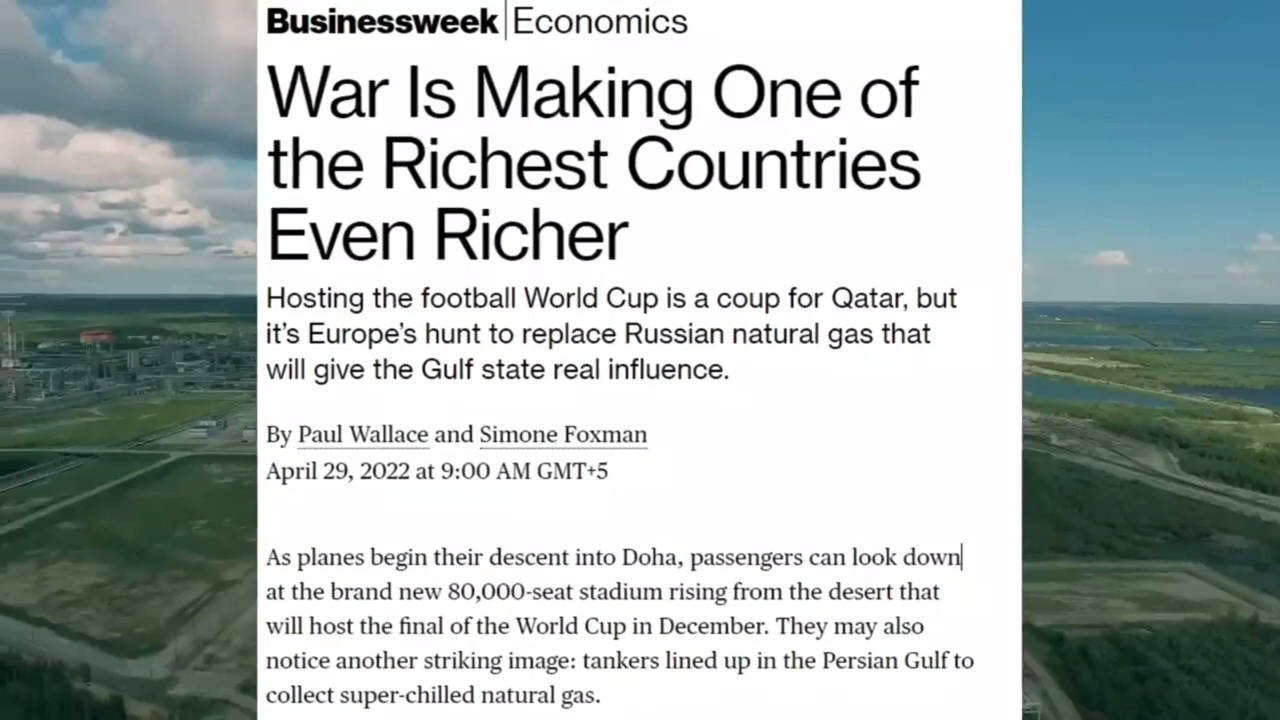 Businessweek | Economics
War Is Making One of
the Richest Countries
Even Richer
Hosting the football World Cup is a coup for Qatar, but
it’s Europe’s hunt to replace Russian natural gas that
will give the Gulf state real influence.
By Paul Wallace and Simone Foxman
April 29, 2022 at 9:00 AM GMT+5
As planes begin their descent into Doha, passengers can look down
at the brand new 80,000-seat stadium rising from the desert that
will host the final of the World Cup in December. They may also
notice another striking image: tankers lined up in the Persian Gulf to
collect super-chilled natural gas.